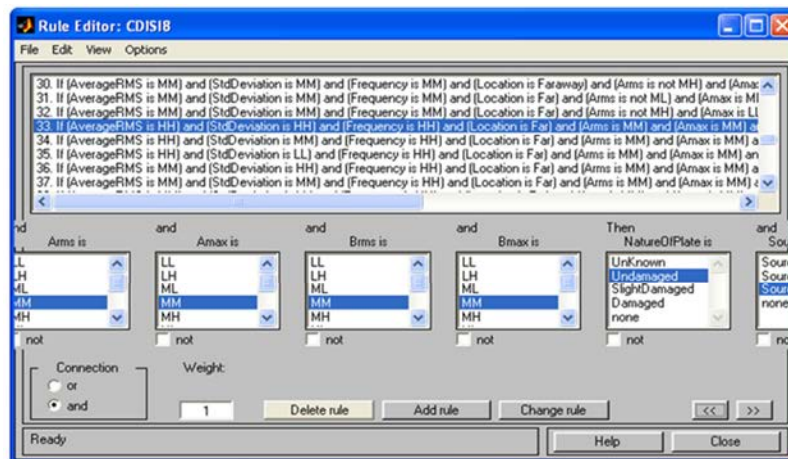 Rule Editor: CDISI8
File Edit View Options
30. If (AverageRMS is MM) and (StdDeviation is MM) and (Frequency is MM) and (Location is Faraway) and (Arms is not MH) and (Amax
31. If (AverageRMS is MM) and (StdDeviation is MM) and (Frequency is MM) and (Location is Far) and (Arms is not ML) and (Amax is Ml
32. If (AverageRMS is MM) and (StdDeviation is MM) and (Frequency is MM) and (Location is Far) and (Arms is not MH) and (Amax is LL
33. If (AverageRMS is HH) and (StdDeviation is HH) and (Frequency is HH) and (Location is Far) and (Arms is MM) and (Amax is MM) a
34. If (AverageRMS is MM) and (StdDeviation is HH) and (Frequency is HH) and (Location is Far) and (Arms is MM) and (Amax is MM) a
35. If (AverageRMS is HH) and (StdDeviation is LL) and (Frequency is HH) and (Location is Far) and (Arms is MM) and (Amax is MM) an
36. If (AverageRMS is MM) and (StdDeviation is HH) and (Frequency is HH) and (Location is Far) and (Arms is MM) and (Amax is MM) a
37. If (AverageRMS is MM) and (StdDeviation is MM) and (Frequency is HH) and (Location is Far) and (Arms is MM) and (Amax is MM) a
nd and and and Then and
Arms is Amax is Brms is Bmax is NatureOfPlate is Sou
LL LL LL LL UnKnown Sour
LH LH LH LH Undamaged Sour
ML ML ML ML SlightDamaged Sour
MM MM MM MM Damaged none
MH MH MH MH none
not not not not not no
Connection Weight:
or
and 1 Delete rule Add rule Change rule << >>
Ready Help Close